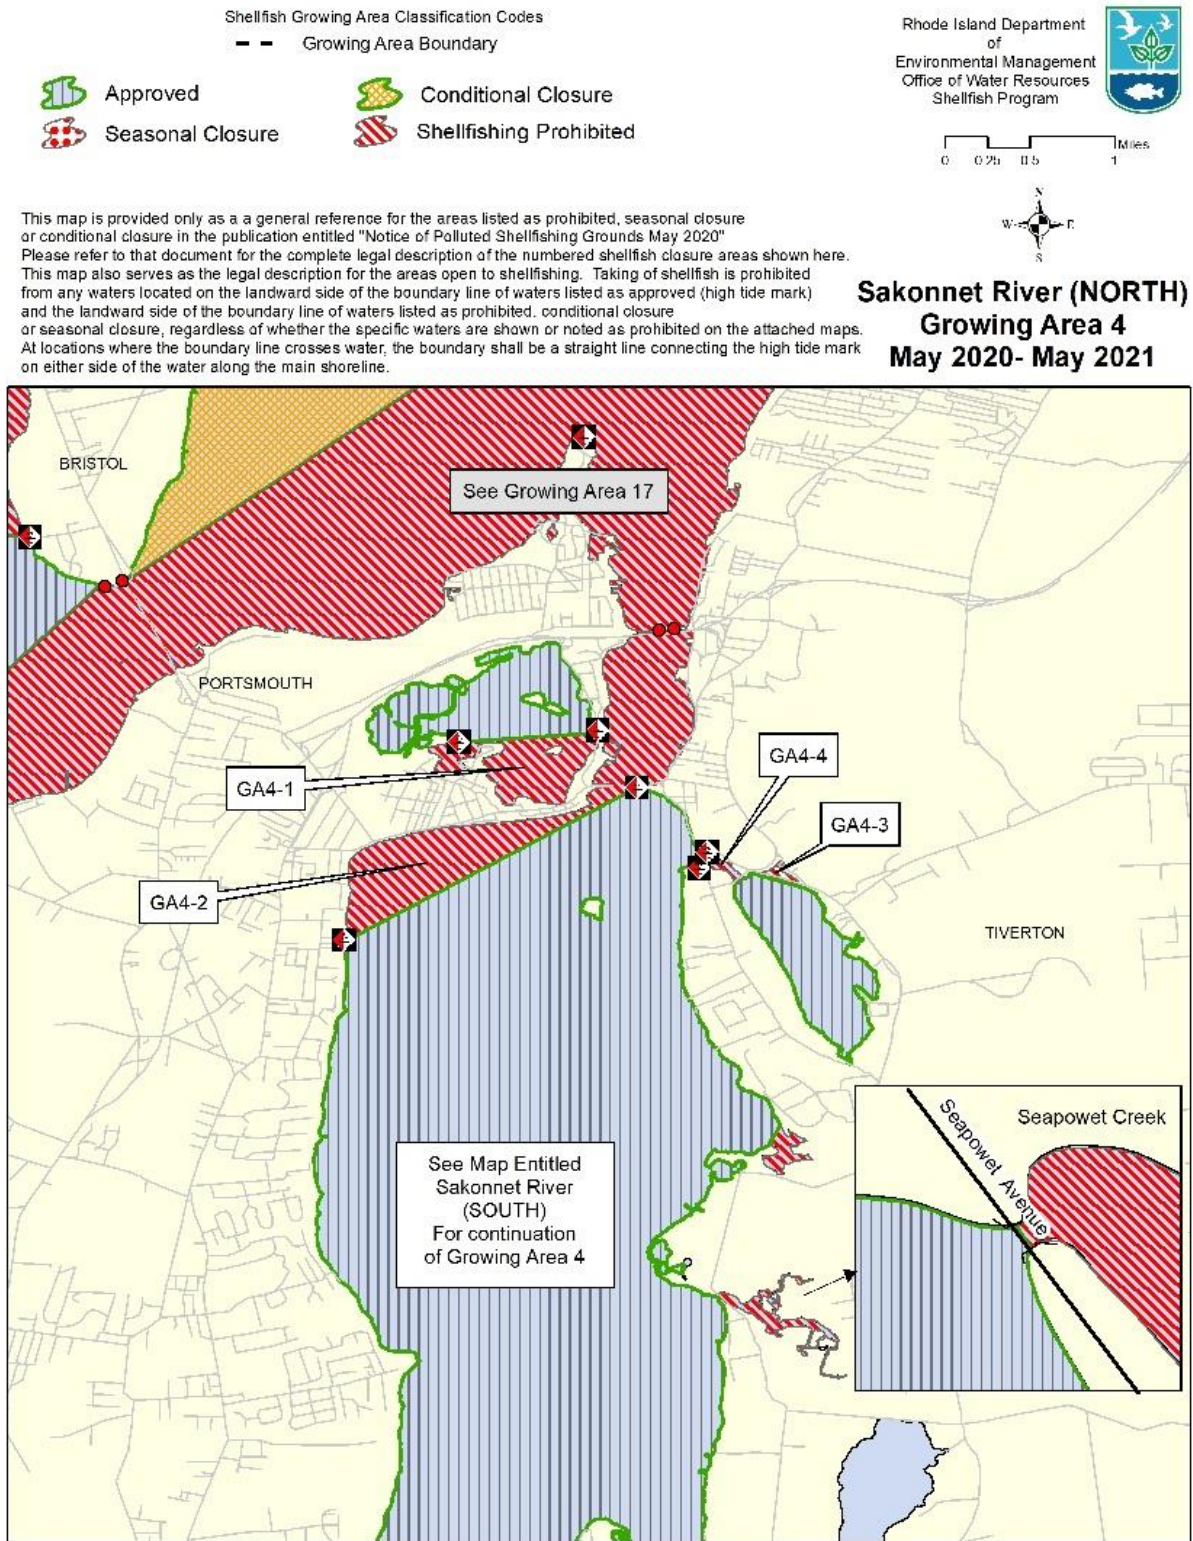 Shellfish Growing Area Classification Codes
Growing Area Boundary
Approved
Conditional Closure
Seasonal Closure
Shellfishing Prohibited
Rhode Island Department
of
Environmental Management
Office of Water Resources
Shellfish Program
Miles
0 0.25 0.5 1
N
W E
S
This map is provided only as a a general reference for the areas listed as prohibited, seasonal closure
or conditional closure in the publication entitled "Notice of Polluted Shellfishing Grounds May 2020"
Please refer to that document for the complete legal description of the numbered shellfish closure areas shown here.
This map also serves as the legal description for the areas open to shellfishing. Taking of shellfish is prohibited
from any waters located on the landward side of the boundary line of waters listed as approved (high tide mark)
and the landward side of the boundary line of waters listed as prohibited. conditional closure
or seasonal closure, regardless of whether the specific waters are shown or noted as prohibited on the attached maps.
At locations where the boundary line crosses water, the boundary shall be a straight line connecting the high tide mark
on either side of the water along the main shoreline.
Sakonnet River (NORTH)
Growing Area 4
May 2020- May 2021
BRISTOL
See Growing Area 17
PORTSMOUTH
GA4-4
GA4-1
GA4-3
GA4-2
TIVERTON
Seapowet Creek
Seapowet Avenue
See Map Entitled
Sakonnet River
(SOUTH)
For continuation
of Growing Area 4